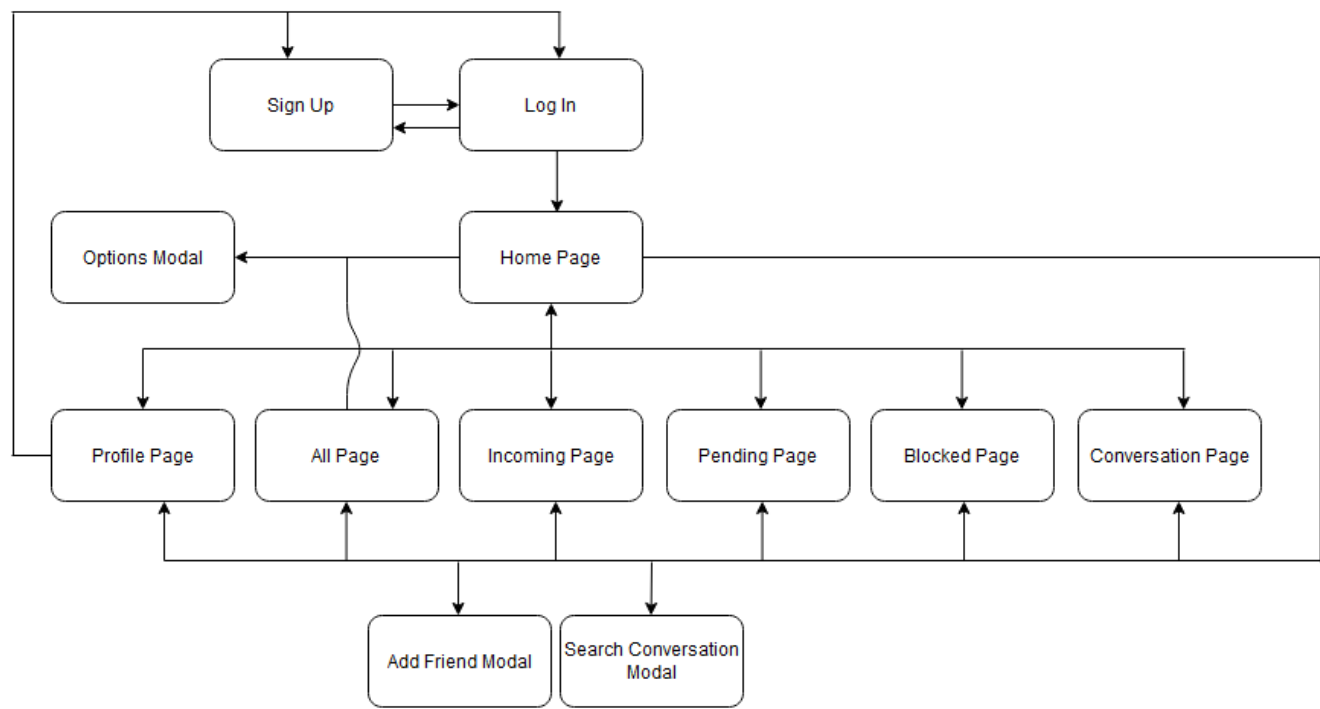 Sign Up
Log In
Options Modal
Home Page
Profile Page
All Page
Incoming Page
Pending Page
Blocked Page
Conversation Page
Add Friend Modal
Search Conversation
Modal